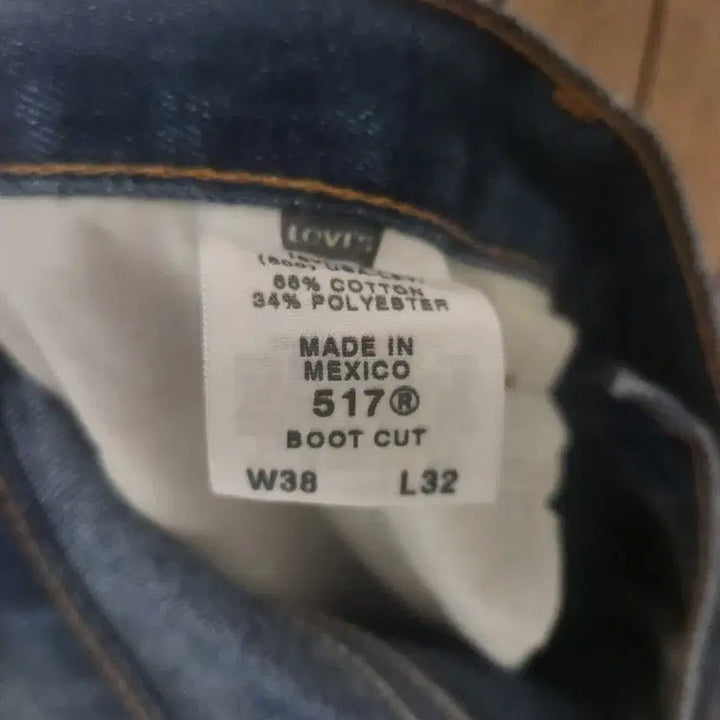 LEVI'S
66% COTTON
34% POLYESTER
MADE IN
MEXICO
517®
BOOT CUT
W38 L32